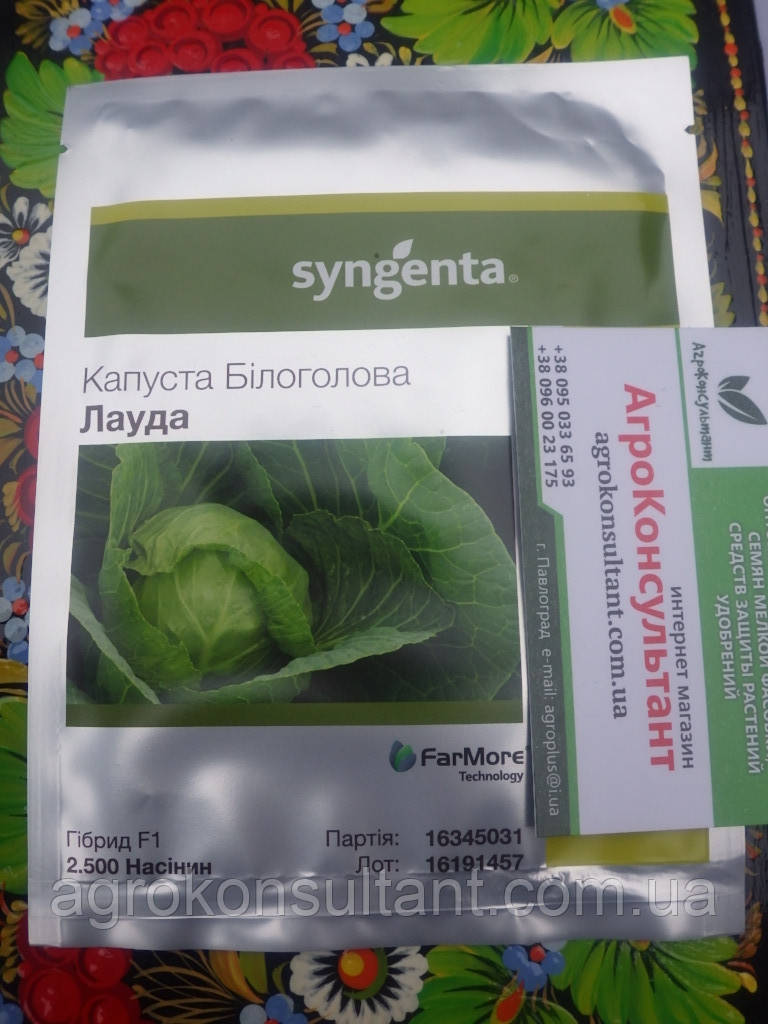 syngenta®
Капуста Білоголова
Лауда
FarMore
Technology
Гібрид F1
2.500 Насінин
Партія: 16345031
Лот: 16191457
АгроКонсультант
СЕМЯН МЕЛКОЙ
СРЕДСТВ ЗАЩИТЫ РАСТЕНИЙ
УДОБРЕНИЙ
интернет магазин
АгроКонсультант
agrokonsultant.com.ua
+38 095 033 65 93
+38 096 00 23 175
г. Павлоград e-mail: agroplus@i.ua
agrokonsultant.com.ua